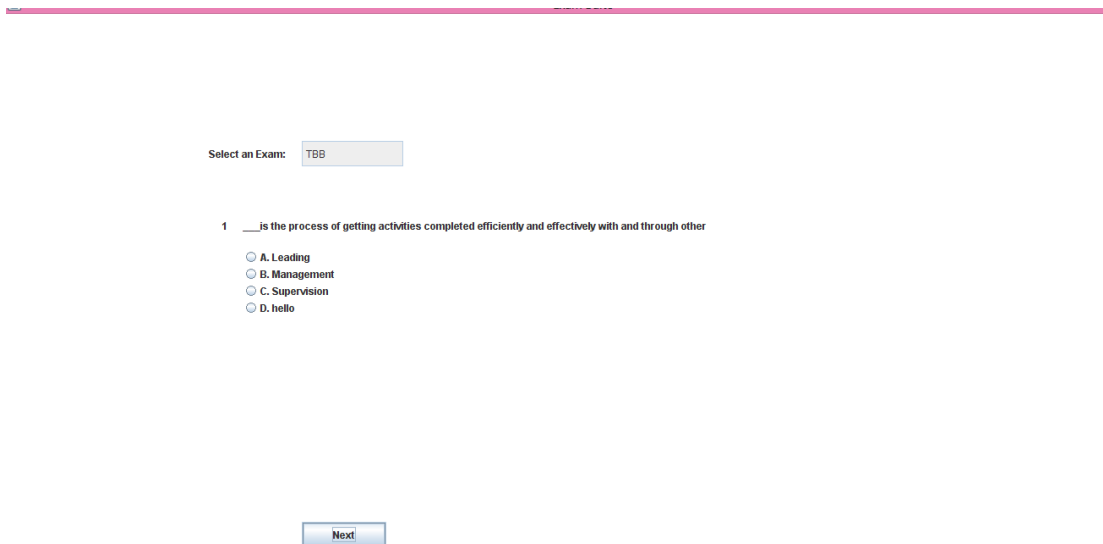 Select an Exam: TBB
1 ___is the process of getting activities completed efficiently and effectively with and through other
A. Leading
B. Management
C. Supervision
D. hello
Next